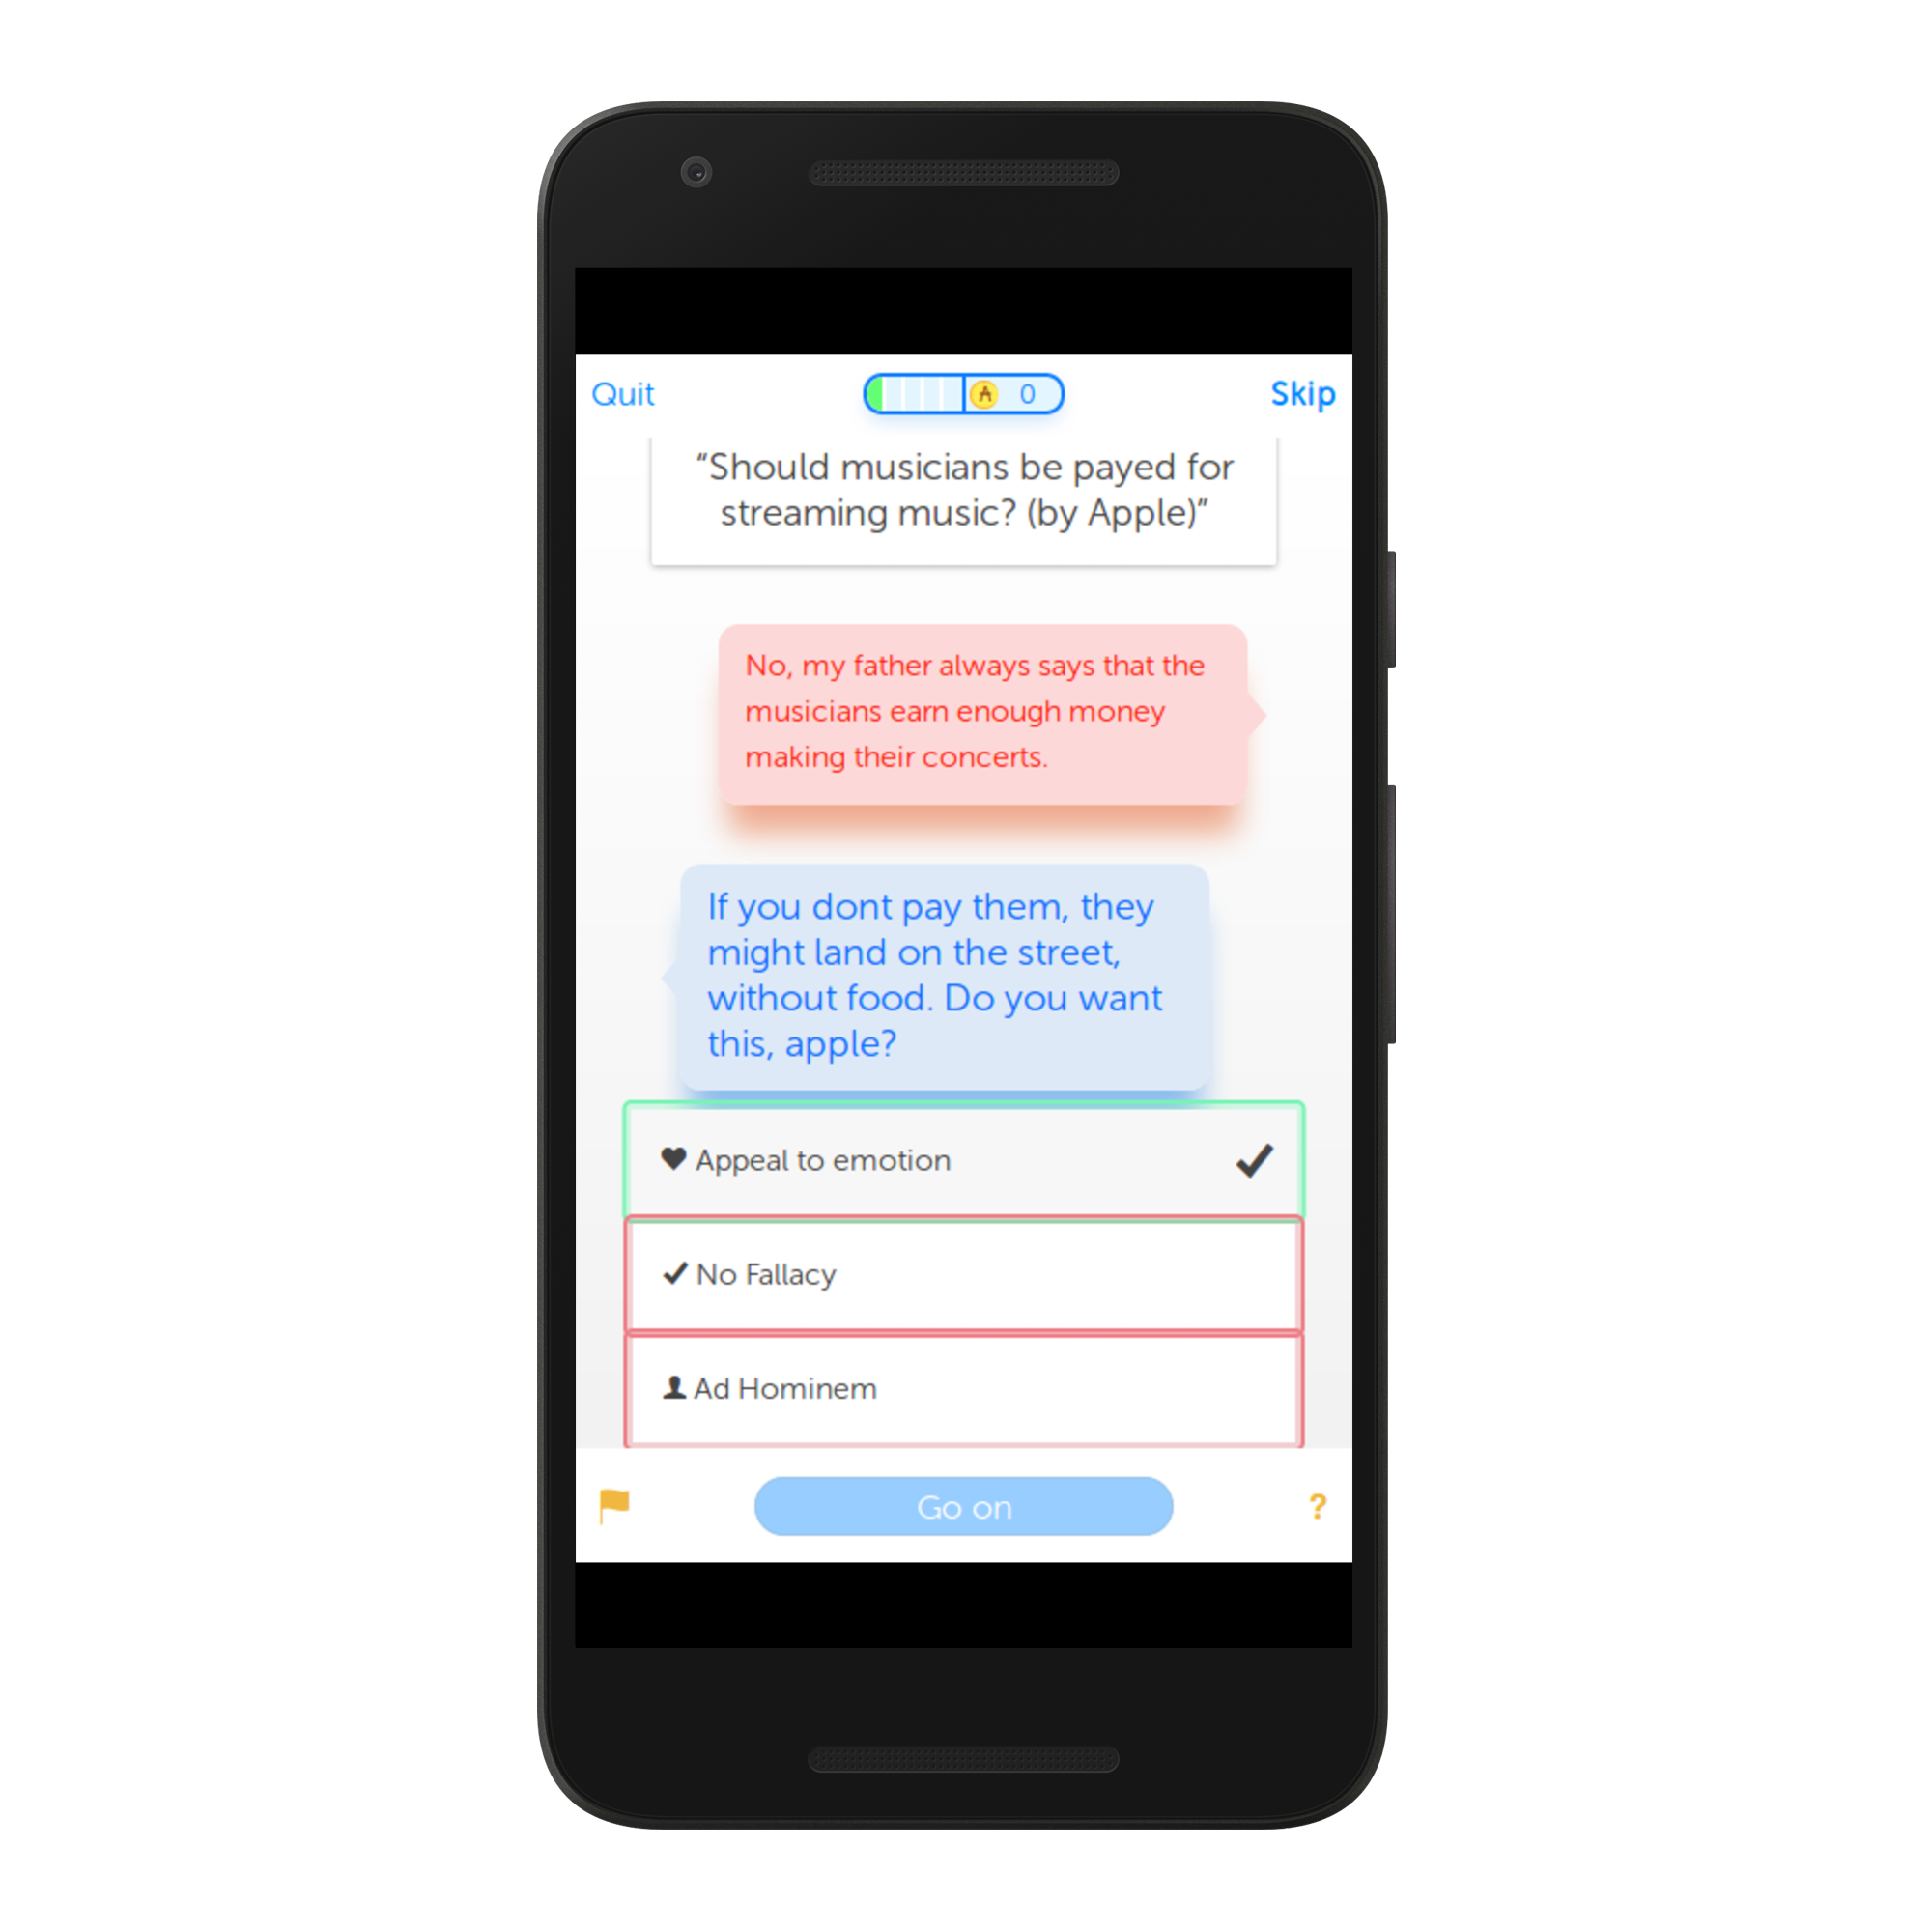 Quit
0
Skip
“Should musicians be payed for
streaming music? (by Apple)”
No, my father always says that the
musicians earn enough money
making their concerts.
If you dont pay them, they
might land on the street,
without food. Do you want
this, apple?
Appeal to emotion
No Fallacy
Ad Hominem
Go on
?